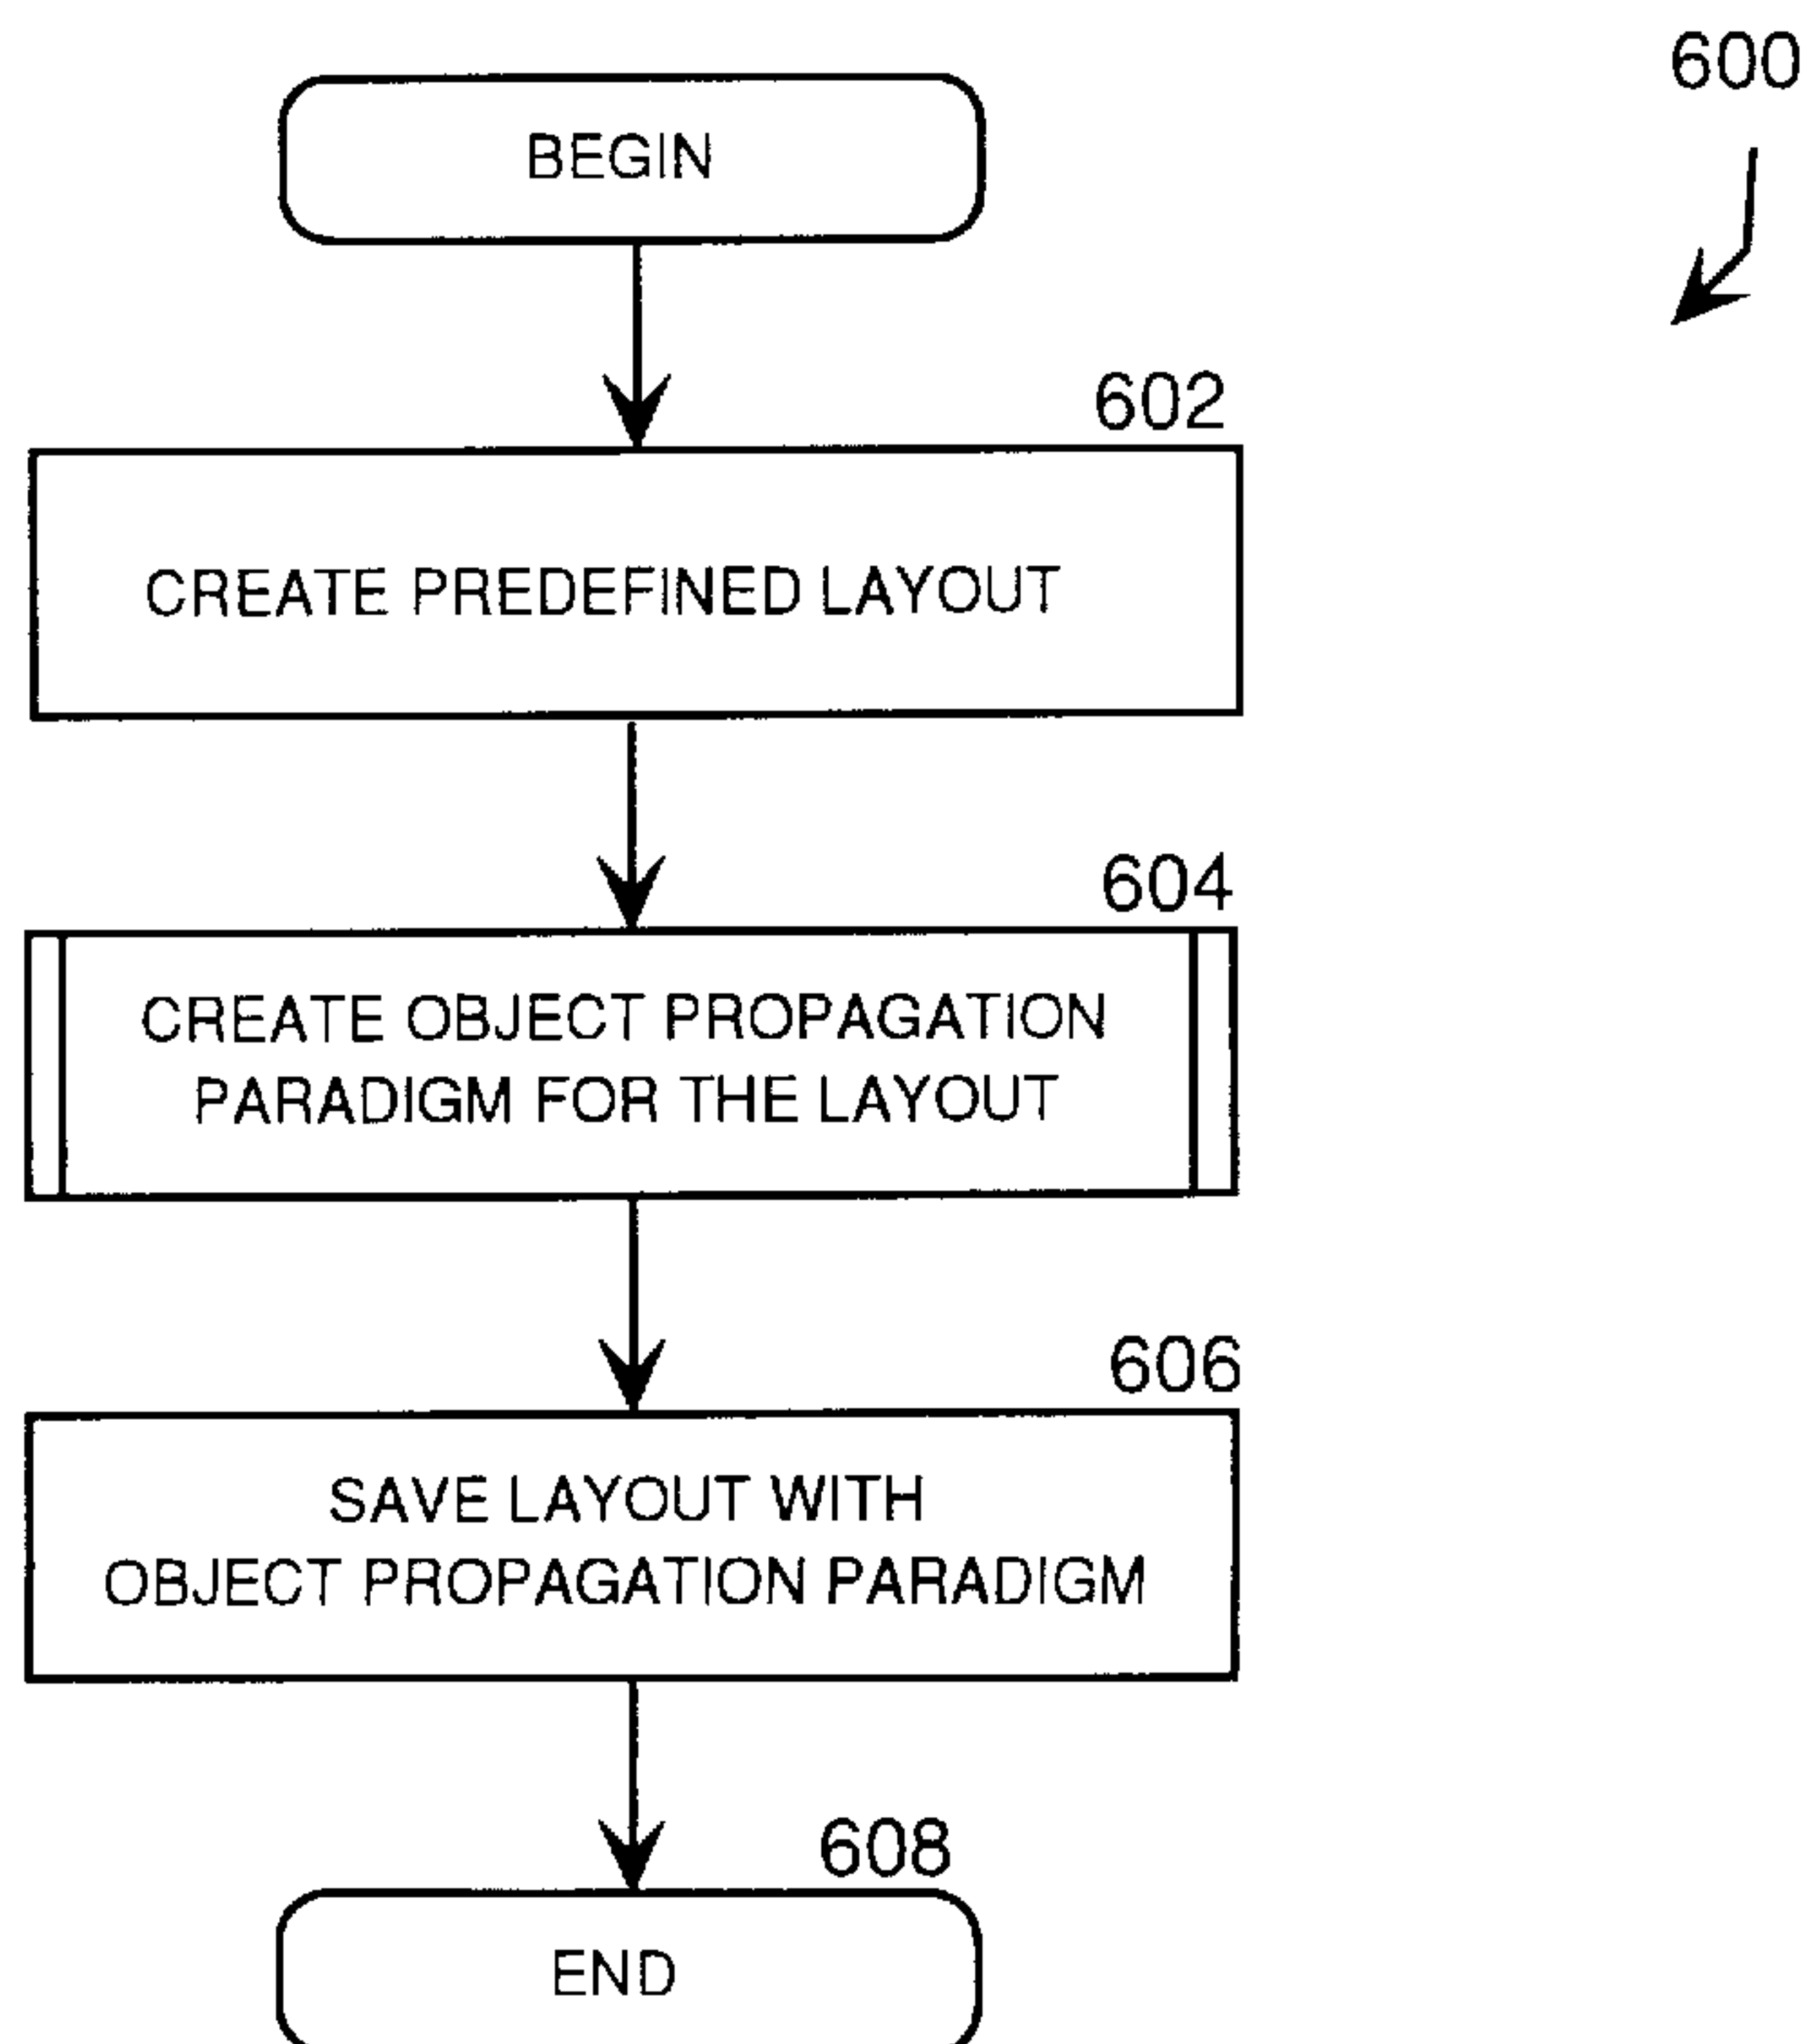 600
BEGIN
602
CREATE PREDEFINED LAYOUT
604
CREATE OBJECT PROPAGATION
PARADIGM FOR THE LAYOUT
606
SAVE LAYOUT WITH
OBJECT PROPAGATION PARADIGM
608
END